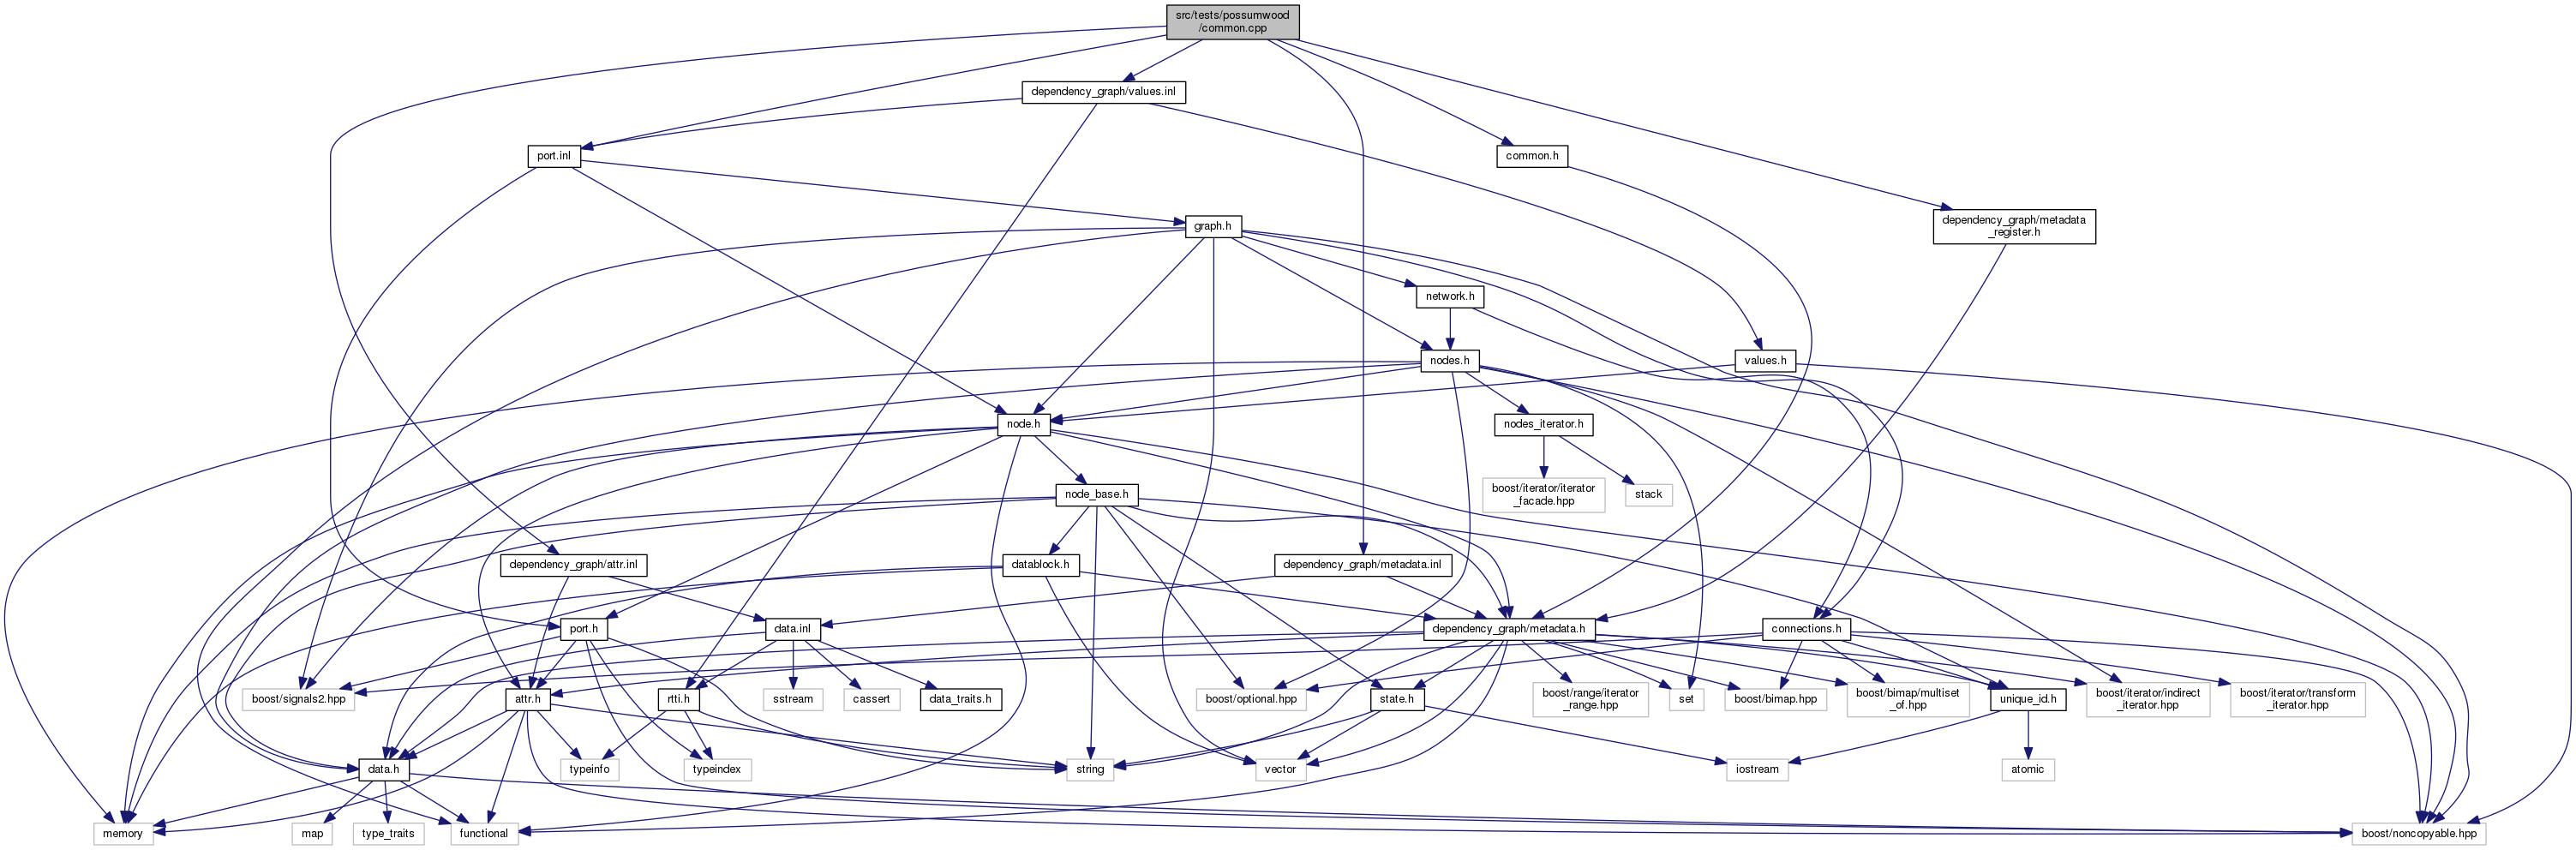 src/tests/possumwood
/common.cpp
dependency_graph/values.inl
port.inl
common.h
graph.h
dependency_graph/metadata
_register.h
network.h
nodes.h
values.h
node.h
nodes_iterator.h
node_base.h
boost/iterator/iterator
_facade.hpp
stack
dependency_graph/attr.inl
datablock.h
dependency_graph/metadata.inl
port.h
data.inl
dependency_graph/metadata.h
connections.h
boost/signals2.hpp
attr.h
rtti.h
sstream
cassert
data_traits.h
boost/optional.hpp
state.h
boost/range/iterator
_range.hpp
set
boost/bimap.hpp
boost/bimap/multiset
_of.hpp
unique_id.h
boost/iterator/indirect
_iterator.hpp
boost/iterator/transform
_iterator.hpp
data.h
typeinfo
typeindex
string
vector
iostream
atomic
memory
map
type_traits
functional
boost/noncopyable.hpp